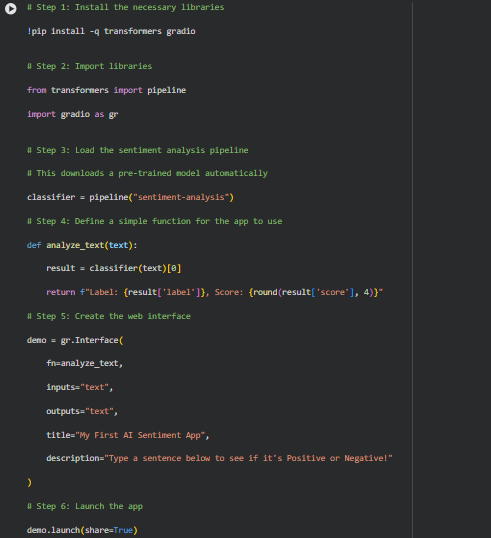 # Step 1: Install the necessary libraries
!pip install -q transformers gradio
# Step 2: Import libraries
from transformers import pipeline
import gradio as gr
# Step 3: Load the sentiment analysis pipeline
# This downloads a pre-trained model automatically
classifier = pipeline("sentiment-analysis")
# Step 4: Define a simple function for the app to use
def analyze_text(text):
    result = classifier(text)[0]
    return f"Label: {result['label']}, Score: {round(result['score'], 4)}"
# Step 5: Create the web interface
demo = gr.Interface(
    fn=analyze_text,
    inputs="text",
    outputs="text",
    title="My First AI Sentiment App",
    description="Type a sentence below to see if it's Positive or Negative!"
)
# Step 6: Launch the app
demo.launch(share=True)